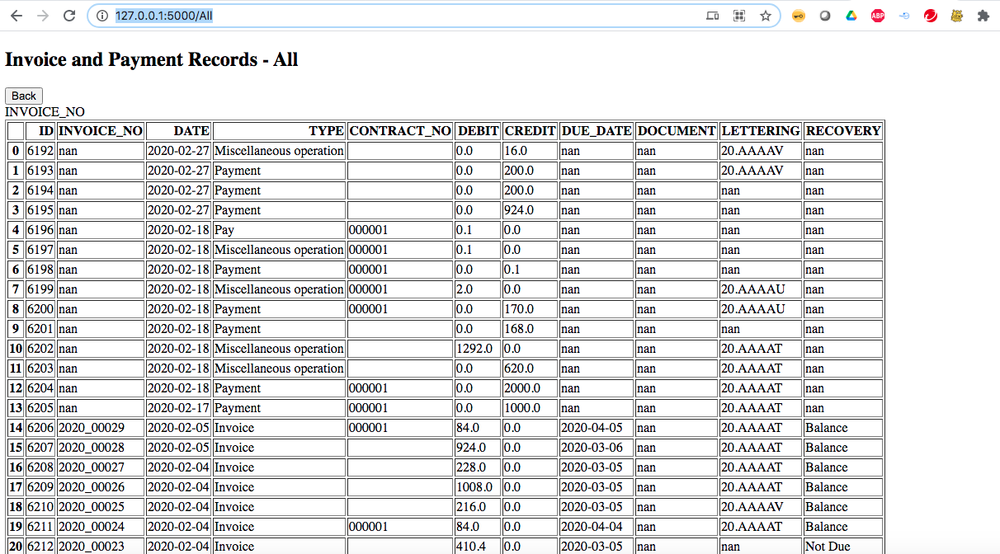 127.0.0.1:5000/All
ABP
Invoice and Payment Records - All
Back
INVOICE_NO
ID INVOICE_NO DATE TYPE CONTRACT_NO DEBIT CREDIT DUE_DATE DOCUMENT LETTERING RECOVERY
0 6192 nan 2020-02-27 Miscellaneous operation 0.0 16.0 nan nan 20.AAAAV nan
1 6193 nan 2020-02-27 Payment 0.0 200.0 nan nan 20.AAAAV nan
2 6194 nan 2020-02-27 Payment 0.0 200.0 nan nan nan nan
3 6195 nan 2020-02-27 Payment 0.0 924.0 nan nan nan nan
4 6196 nan 2020-02-18 Pay 000001 0.1 0.0 nan nan nan nan
5 6197 nan 2020-02-18 Miscellaneous operation 000001 0.1 0.0 nan nan nan nan
6 6198 nan 2020-02-18 Payment 000001 0.0 0.1 nan nan nan nan
7 6199 nan 2020-02-18 Miscellaneous operation 000001 2.0 0.0 nan nan 20.AAAAU nan
8 6200 nan 2020-02-18 Payment 000001 0.0 170.0 nan nan 20.AAAAU nan
9 6201 nan 2020-02-18 Payment 0.0 168.0 nan nan nan nan
10 6202 nan 2020-02-18 Miscellaneous operation 1292.0 0.0 nan nan 20.AAAAT nan
11 6203 nan 2020-02-18 Miscellaneous operation 0.0 620.0 nan nan 20.AAAAT nan
12 6204 nan 2020-02-18 Payment 000001 0.0 2000.0 nan nan 20.AAAAT nan
13 6205 nan 2020-02-17 Payment 000001 0.0 1000.0 nan nan 20.AAAAT nan
14 6206 2020_00029 2020-02-05 Invoice 000001 84.0 0.0 2020-04-05 nan 20.AAAAT Balance
15 6207 2020_00028 2020-02-05 Invoice 924.0 0.0 2020-03-06 nan 20.AAAAT Balance
16 6208 2020_00027 2020-02-04 Invoice 228.0 0.0 2020-03-05 nan 20.AAAAT Balance
17 6209 2020_00026 2020-02-04 Invoice 1008.0 0.0 2020-03-05 nan 20.AAAAT Balance
18 6210 2020_00025 2020-02-04 Invoice 216.0 0.0 2020-03-05 nan 20.AAAAV Balance
19 6211 2020_00024 2020-02-04 Invoice 000001 84.0 0.0 2020-04-04 nan 20.AAAAT Balance
20 6212 2020_00023 2020-02-04 Invoice 410.4 0.0 2020-03-05 nan nan Not Due